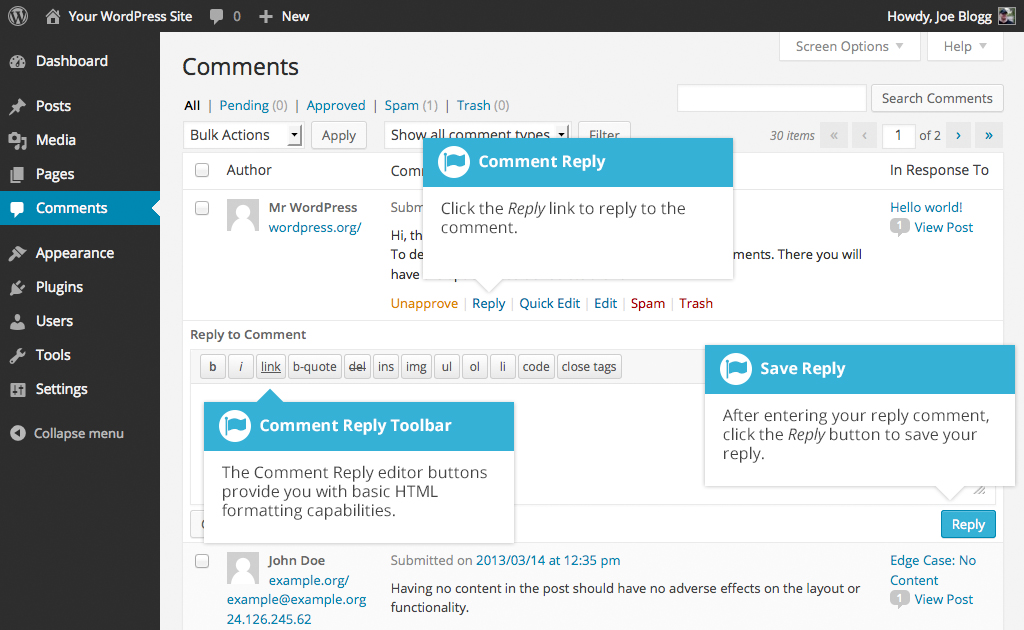 Your WordPress Site 0 New Howdy, Joe Blogg
Dashboard
Posts
Media
Pages
Comments
Appearance
Plugins
Users
Tools
Settings
Collapse menu
Screen Options Help
Comments
All | Pending (0) | Approved | Spam (1) | Trash (0)
Search Comments
Bulk Actions Apply Show all comment types Filter 30 items « ‹ 1 of 2 › »
Comment Reply
Click the Reply link to reply to the
comment.
Author In Response To
Mr WordPress
wordpress.org/
Hi, th
To de ments. There you will
have
Hello world!
1 View Post
Unapprove | Reply | Quick Edit | Edit | Spam | Trash
Reply to Comment
b i link b-quote del ins img ul ol li code close tags
Save Reply
After entering your reply comment,
click the Reply button to save your
reply.
Comment Reply Toolbar
The Comment Reply editor buttons
provide you with basic HTML
formatting capabilities.
Reply
John Doe
example.org/
example@example.org
24.126.245.62
Submitted on 2013/03/14 at 12:35 pm
Having no content in the post should have no adverse effects on the layout or
functionality.
Edge Case: No
Content
1 View Post